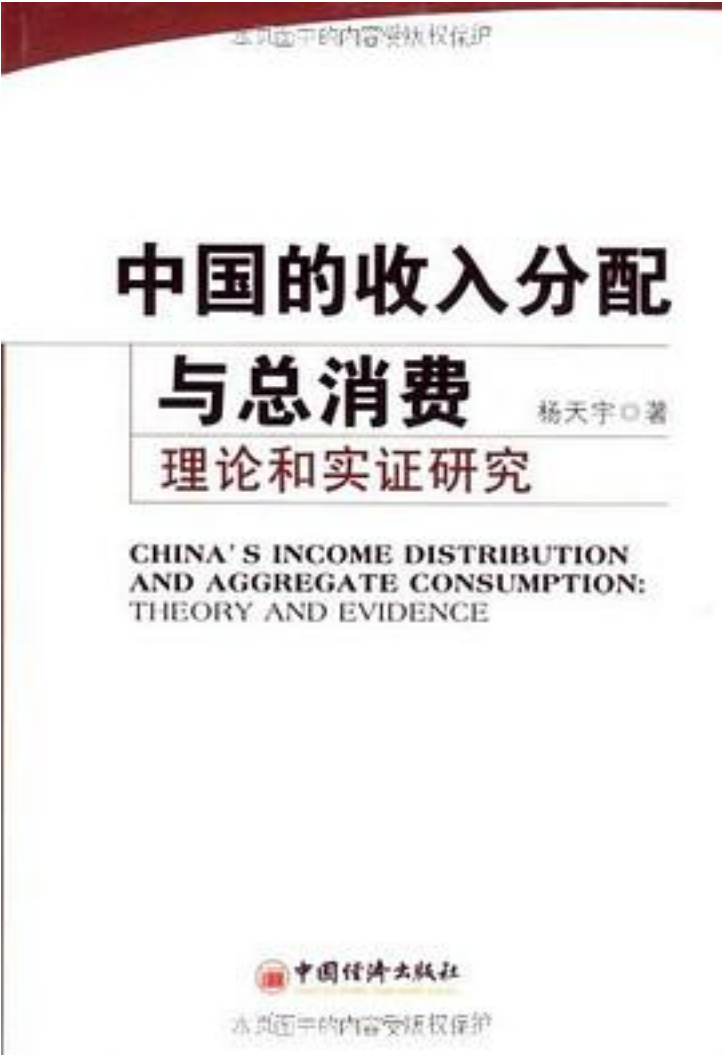 本页面中的内容受版权保护
中国的收入分配
与总消费
杨天宇◎著
理论和实证研究
CHINA'S INCOME DISTRIBUTION
AND AGGREGATE CONSUMPTION:
THEORY AND EVIDENCE
中国经济出版社
本页面中的内容受版权保护